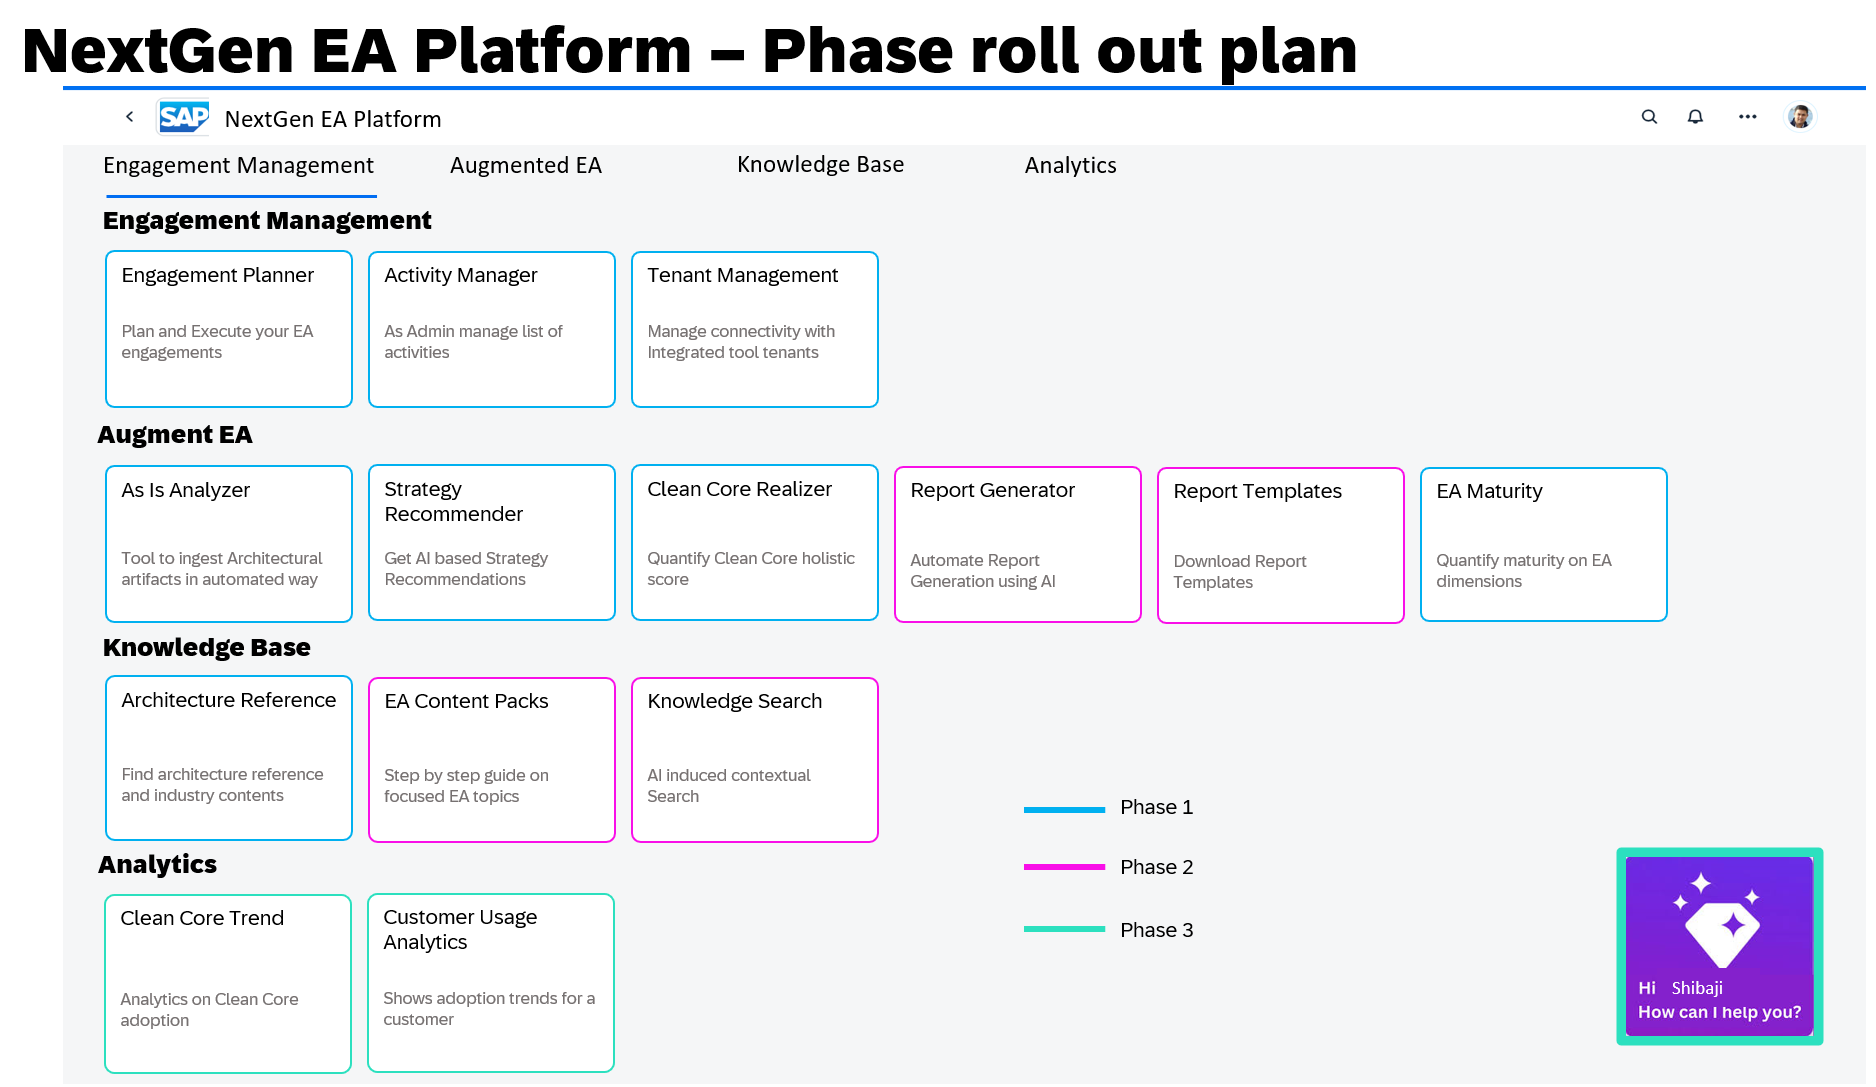 NextGen EA Platform – Phase roll out plan
SAP NextGen EA Platform
Engagement Management Augmented EA Knowledge Base Analytics
Engagement Management
Engagement Planner
Plan and Execute your EA
engagements
Activity Manager
As Admin manage list of
activities
Tenant Management
Manage connectivity with
Integrated tool tenants
Augment EA
As Is Analyzer
Tool to ingest Architectural
artifacts in automated way
Strategy
Recommender
Get AI based Strategy
Recommendations
Clean Core Realizer
Quantify Clean Core holistic
score
Report Generator
Automate Report
Generation using AI
Report Templates
Download Report
Templates
EA Maturity
Quantify maturity on EA
dimensions
Knowledge Base
Architecture Reference
Find architecture reference
and industry contents
EA Content Packs
Step by step guide on
focused EA topics
Knowledge Search
AI induced contextual
Search
Phase 1
Phase 2
Phase 3
Analytics
Clean Core Trend
Analytics on Clean Core
adoption
Customer Usage
Analytics
Shows adoption trends for a
customer
Hi Shibaji
How can I help you?